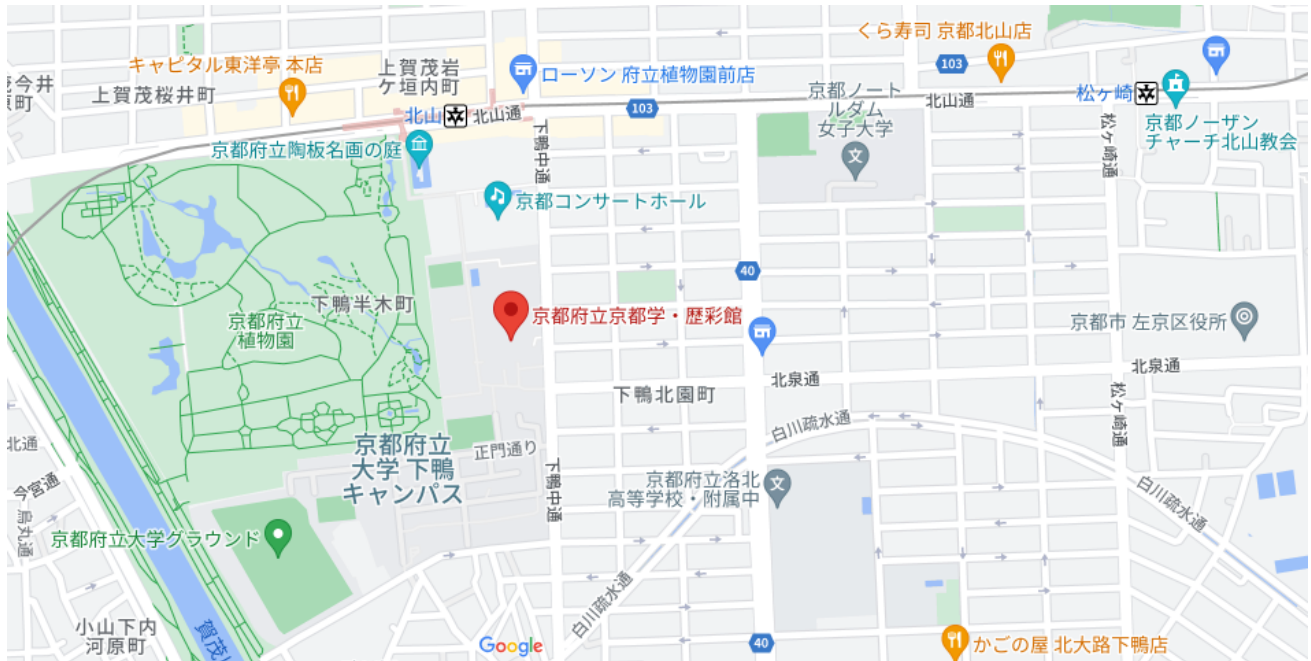 くら寿司 京都北山店
103
キャピタル東洋亭 本店
上賀茂岩
ケ垣内町
ローソン 府立植物園前店
今井
町
上賀茂桜井町
京都ノート
ルダム
女子大学
北山通
松ヶ崎
北山
北山通
103
京都ノーザン
チャーチ北山教会
京都府立陶板名画の庭
下鴨中通
松ヶ崎通
京都コンサートホール
40
下鴨半木町
京都府立
植物園
京都府立京都学・歴彩館
京都市 左京区役所
北泉通
北泉通
下鴨北園町
松ヶ崎通
白川疏水通
北通
京都府立
大学 下鴨
キャンパス
正門通り
下鴨中通
京都府立洛北
高等学校・附属中
今宮通
烏丸通
白川疏水通
京都府立大学グラウンド
白川疏水通
小山下内
河原町
賀茂
Google
40
かごの屋 北大路下鴨店